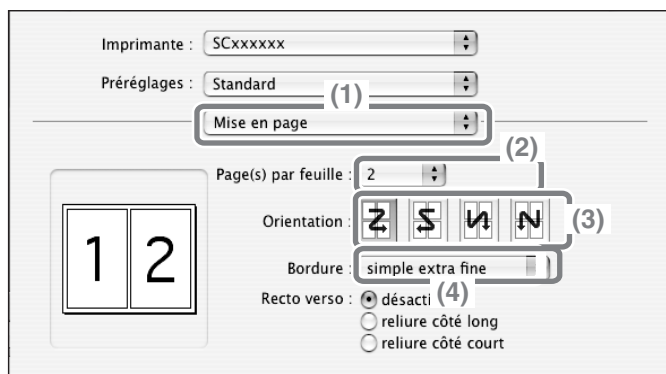 Imprimante : SCxxxxxx
Préréglages : Standard
(1)
Mise en page
(2)
Page(s) par feuille : 2
Orientation : (3)
Bordure : simple extra fine
(4)
Recto verso : désacti
reliure côté long
reliure côté court
1 2